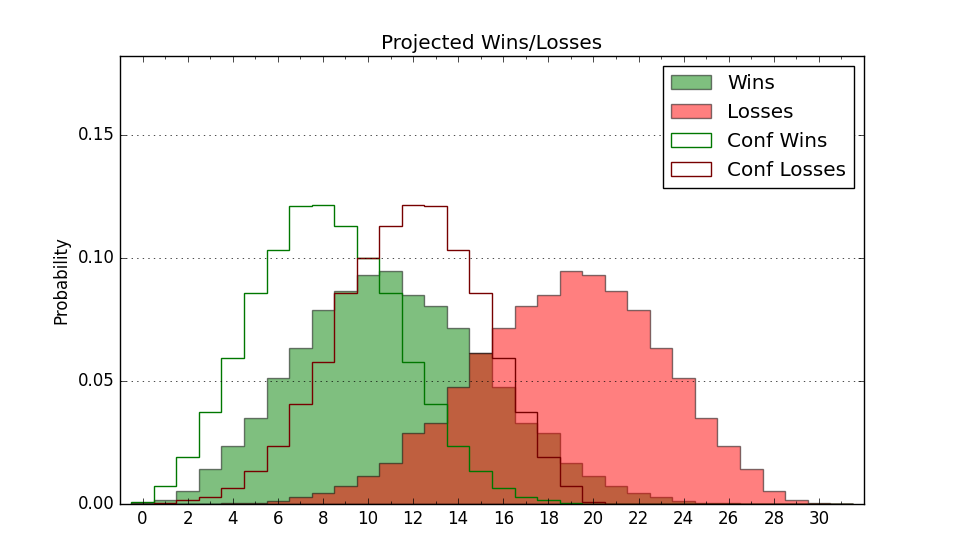 Projected Wins/Losses
Wins
Losses
Conf Wins
Conf Losses
Probability
0.15
0.10
0.05
0.00
0 2 4 6 8 10 12 14 16 18 20 22 24 26 28 30